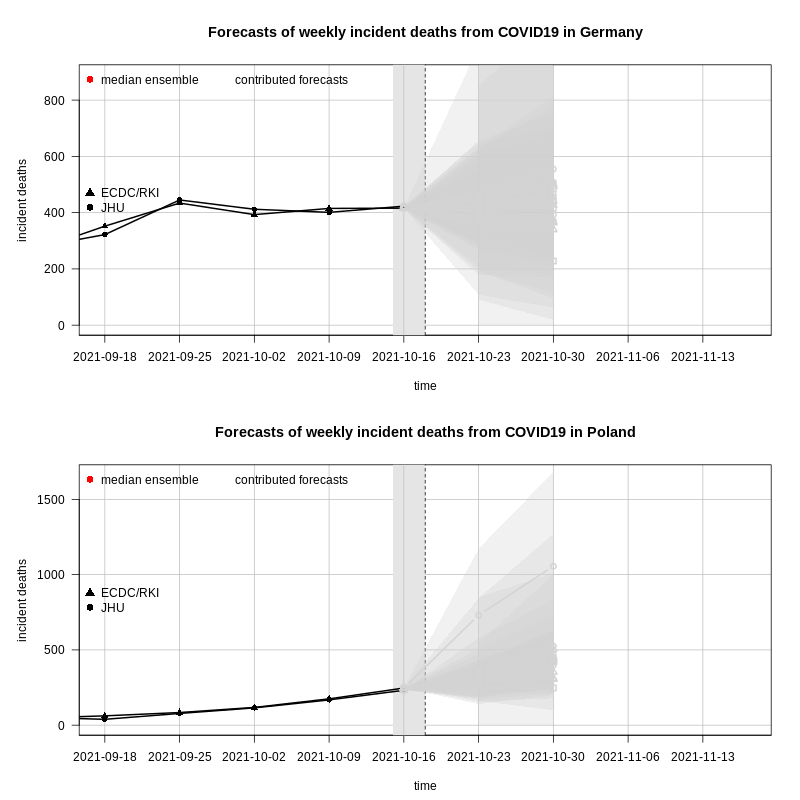 Forecasts of weekly incident deaths from COVID19 in Germany
median ensemble contributed forecasts
800
600
ECDC/RKI
JHU
400
200
0
incident deaths
2021-09-18 2021-09-25 2021-10-02 2021-10-09 2021-10-16 2021-10-23 2021-10-30 2021-11-06 2021-11-13
time
Forecasts of weekly incident deaths from COVID19 in Poland
median ensemble contributed forecasts
1500
1000
ECDC/RKI
JHU
500
0
incident deaths
2021-09-18 2021-09-25 2021-10-02 2021-10-09 2021-10-16 2021-10-23 2021-10-30 2021-11-06 2021-11-13
time